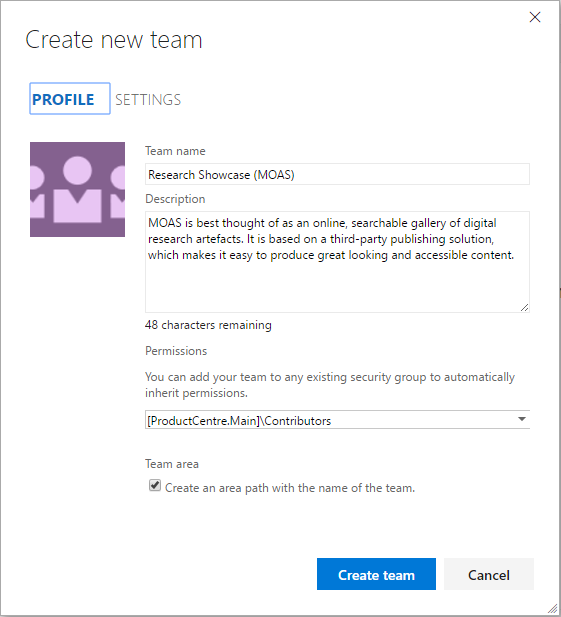 Create new team
PROFILE SETTINGS
Team name
Research Showcase (MOAS)
Description
MOAS is best thought of as an online, searchable gallery of digital
research artefacts. It is based on a third-party publishing solution,
which makes it easy to produce great looking and accessible content.
48 characters remaining
Permissions
You can add your team to any existing security group to automatically
inherit permissions.
[ProductCentre.Main]\Contributors
Team area
Create an area path with the name of the team.
Create team Cancel